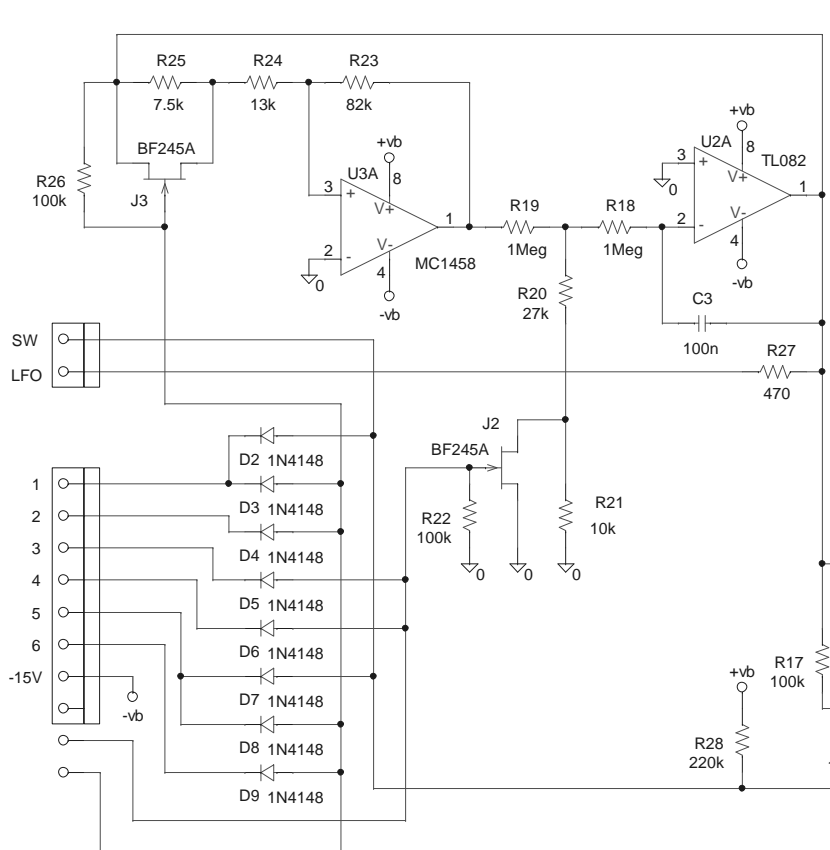 R25
R24
R23
7.5k
13k
82k
BF245A
J3
R26
100k
+vb
U3A
8
3
+
V+
1
V-
2
-
4
0
MC1458
-vb
R19
1Meg
R18
1Meg
+vb
U2A
8
TL082
3
+
V+
0
1
V-
2
-
4
-vb
R20
27k
C3
100n
SW
LFO
R27
470
J2
BF245A
D2 1N4148
1
D3 1N4148
2
D4 1N4148
3
D5 1N4148
4
D6 1N4148
5
D7 1N4148
6
D8 1N4148
-15V
D9 1N4148
-vb
R22
100k
R21
10k
0
0
0
R17
100k
+vb
R28
220k